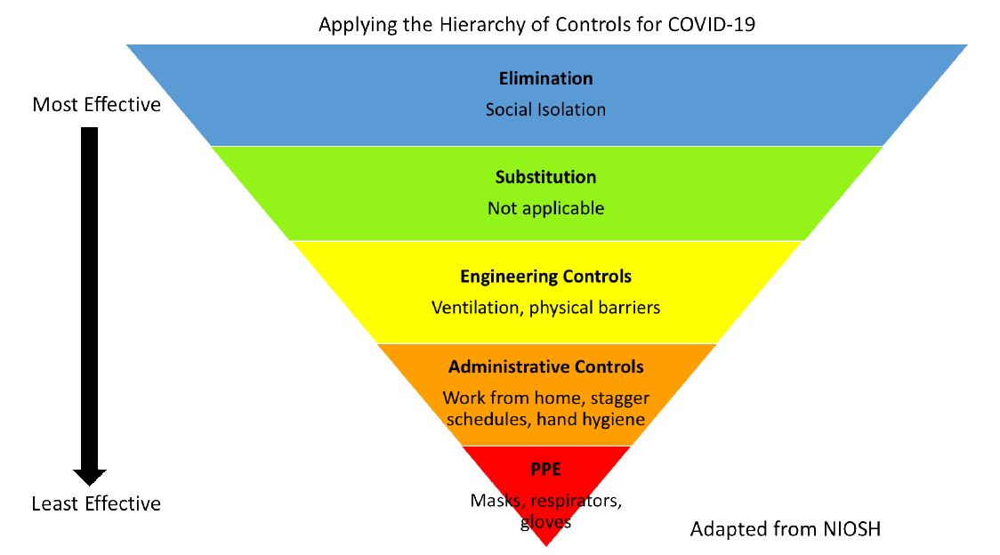 Applying the Hierarchy of Controls for COVID-19
Most Effective
Elimination
Social Isolation
Substitution
Not applicable
Engineering Controls
Ventilation, physical barriers
Administrative Controls
Work from home, stagger
schedules, hand hygiene
PPE
Masks, respirators,
gloves
Least Effective
Adapted from NIOSH